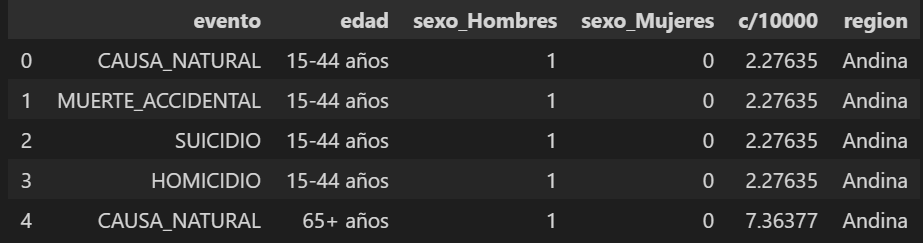 evento edad sexo_Hombres sexo_Mujeres c/10000 region
0 CAUSA_NATURAL 15-44 años 1 0 2.27635 Andina
1 MUERTE_ACCIDENTAL 15-44 años 1 0 2.27635 Andina
2 SUICIDIO 15-44 años 1 0 2.27635 Andina
3 HOMICIDIO 15-44 años 1 0 2.27635 Andina
4 CAUSA_NATURAL 65+ años 1 0 7.36377 Andina